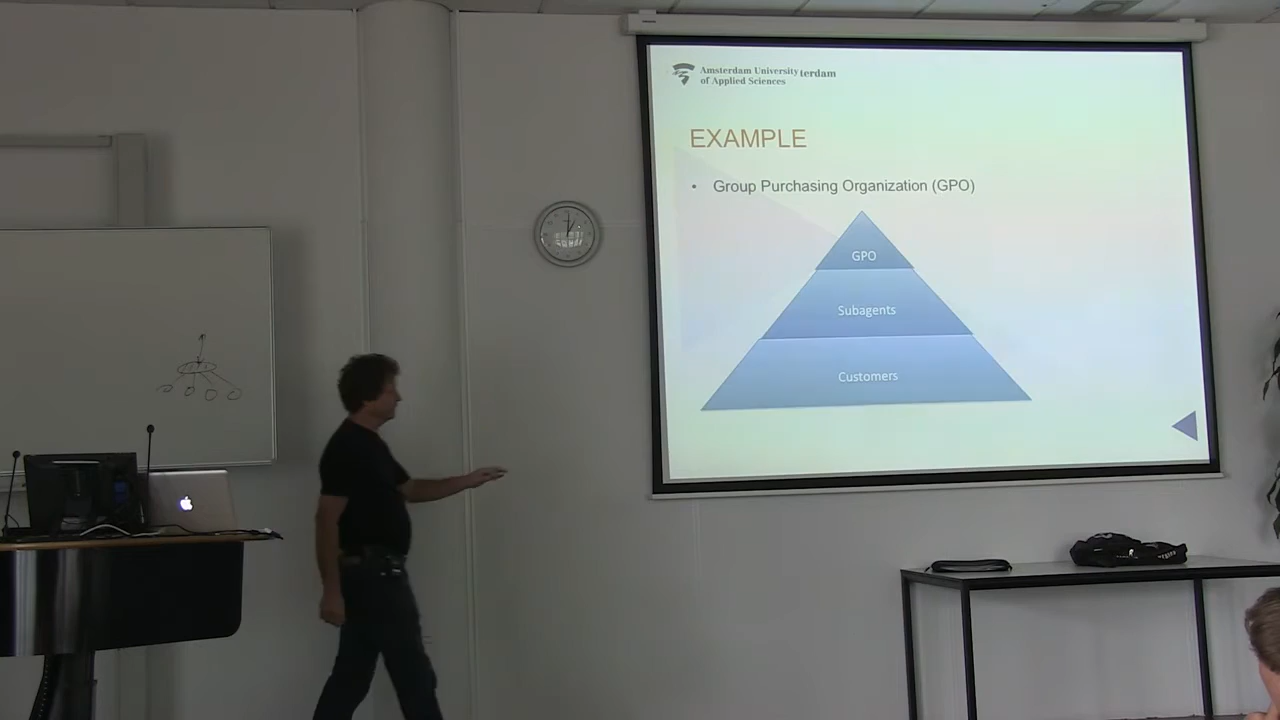 Amsterdam University terdam
of Applied Sciences
EXAMPLE
• Group Purchasing Organization (GPO)
GPO
Subagents
Customers